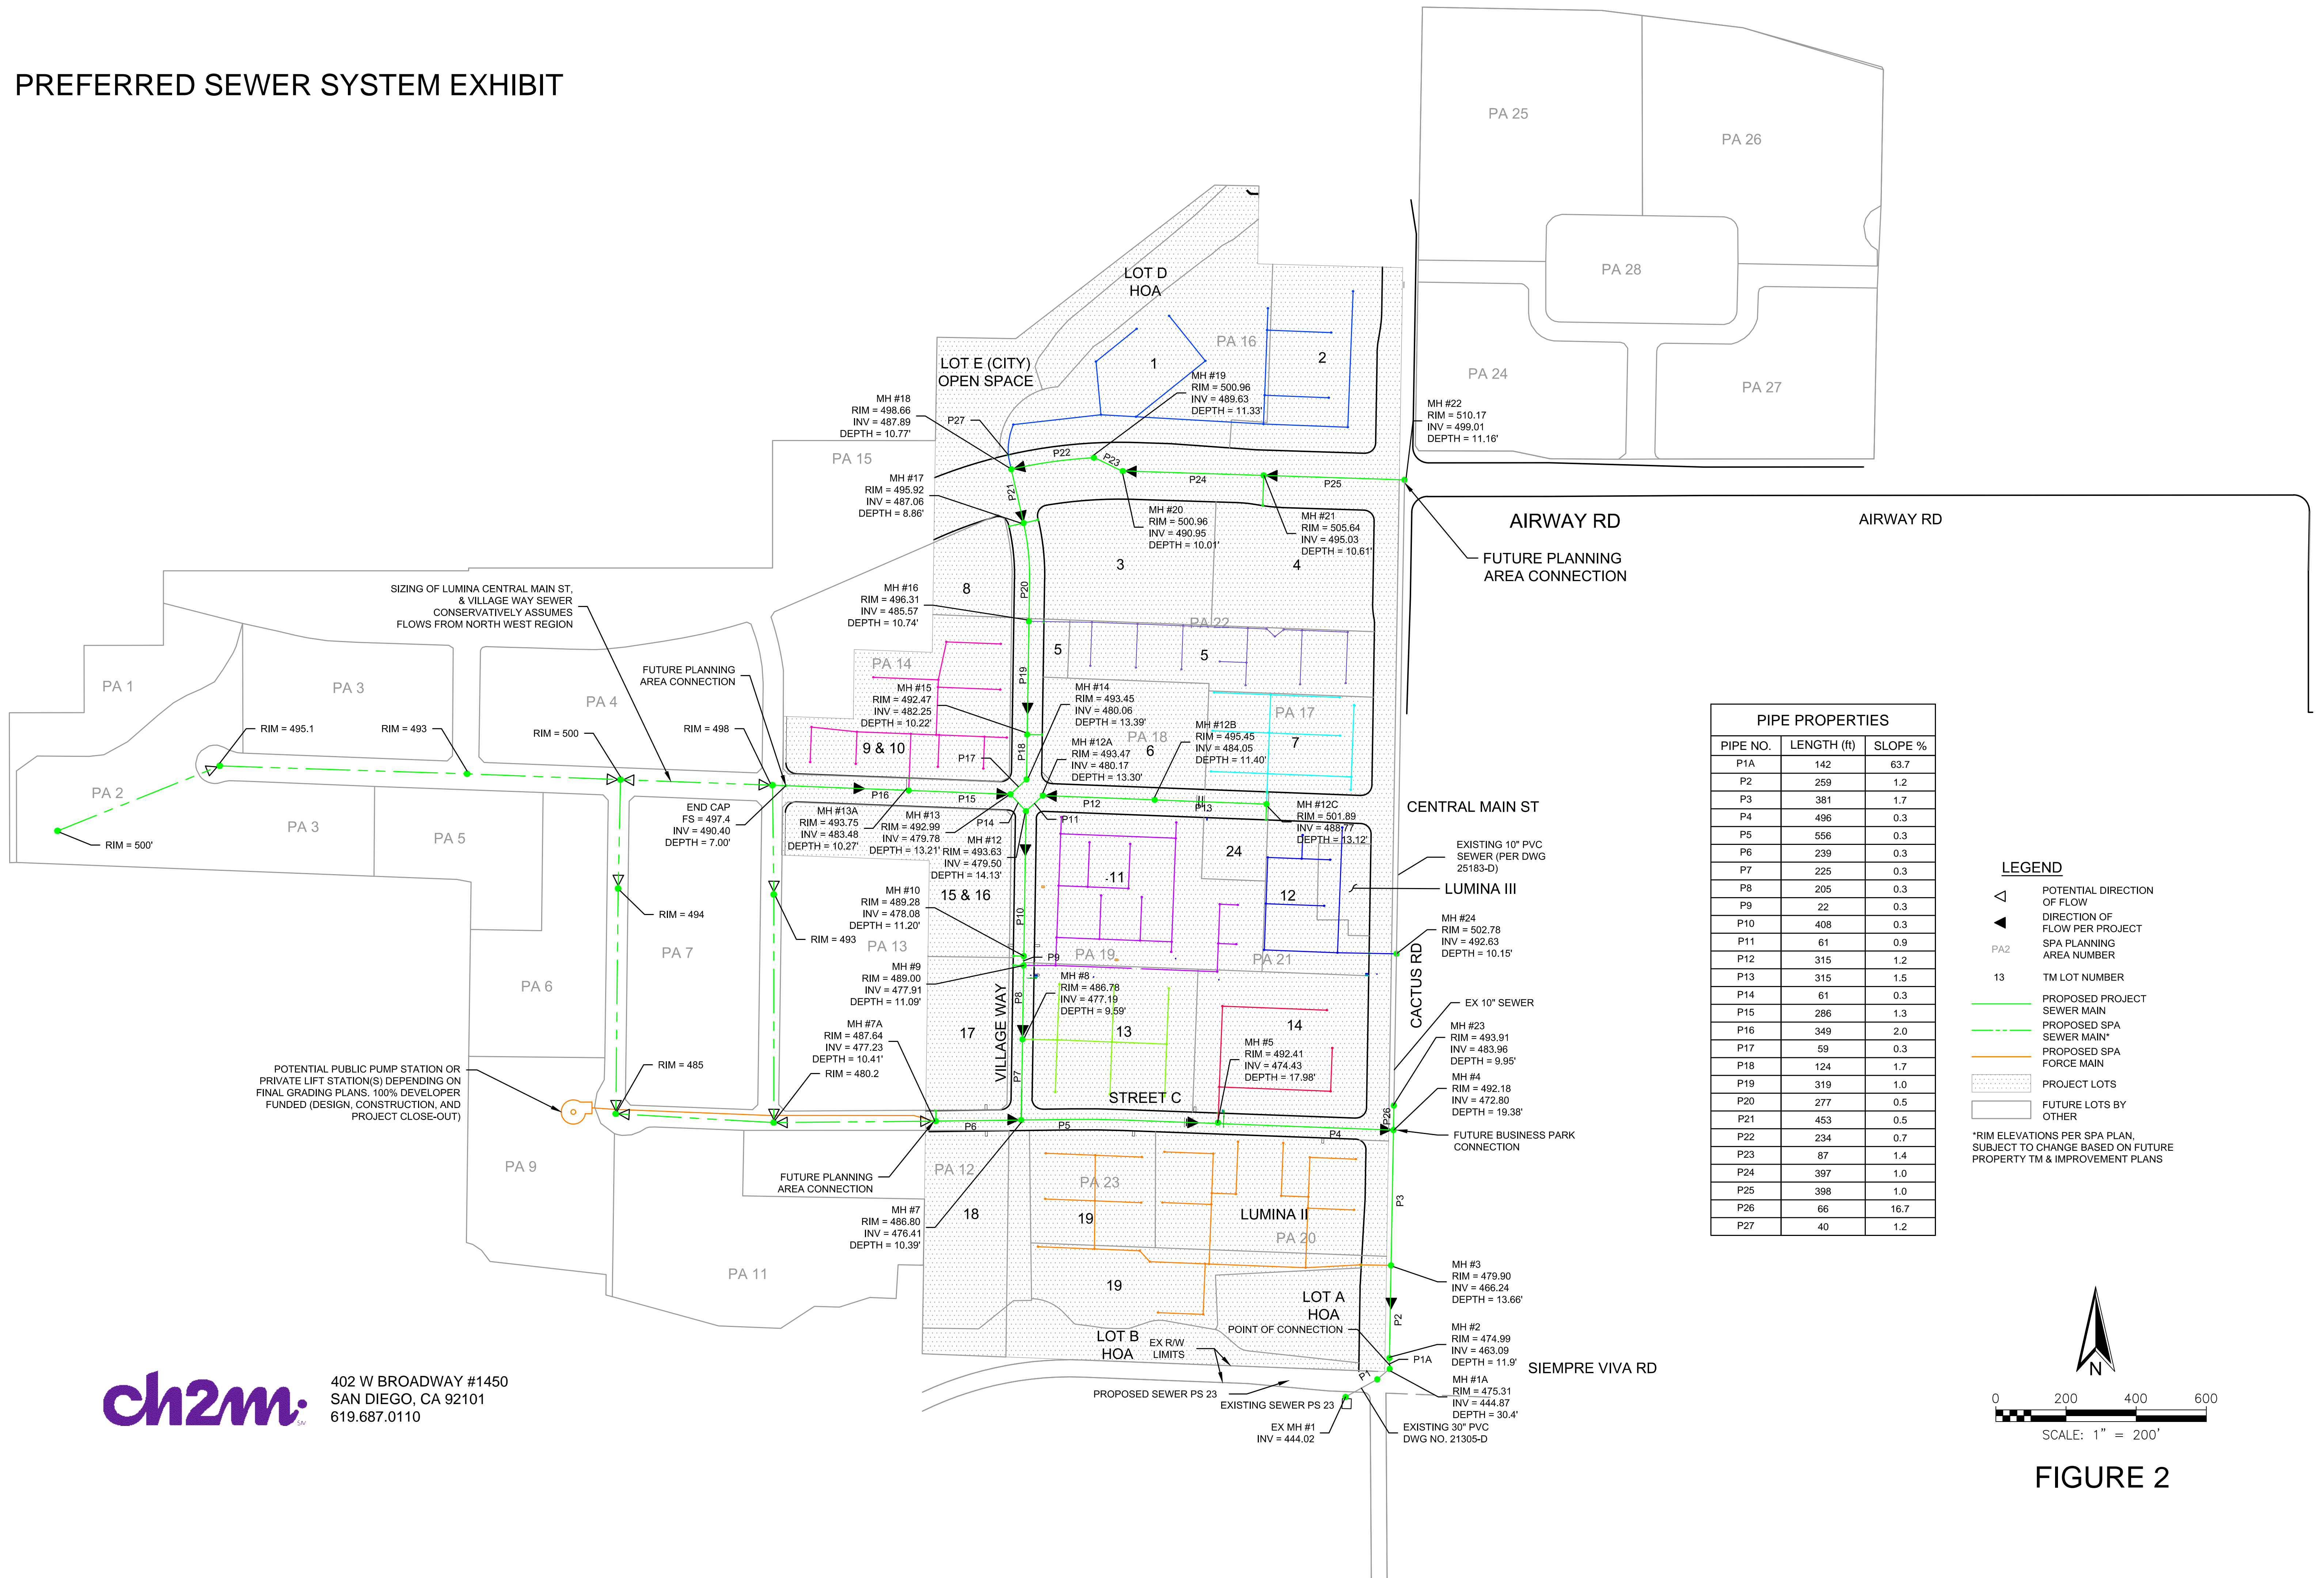 PREFERRED SEWER SYSTEM EXHIBIT
PA 25
PA 26
PA 28
PA 24
PA 27
LOT D
HOA
PA 16
1
2
LOT E (CITY)
OPEN SPACE
MH #19
RIM = 500.96
INV = 489.63
DEPTH = 11.33'
MH #18
RIM = 498.66
INV = 487.89
DEPTH = 10.77'
P27
MH #22
RIM = 510.17
INV = 499.01
DEPTH = 11.16'
PA 15
P22
P23
P24
P25
P21
MH #17
RIM = 495.92
INV = 487.06
DEPTH = 8.86'
MH #20
RIM = 500.96
INV = 490.95
DEPTH = 10.01'
MH #21
RIM = 505.64
INV = 495.03
DEPTH = 10.61'
AIRWAY RD
AIRWAY RD
FUTURE PLANNING
AREA CONNECTION
3
4
8
P20
MH #16
RIM = 496.31
INV = 485.57
DEPTH = 10.74'
SIZING OF LUMINA CENTRAL MAIN ST,
& VILLAGE WAY SEWER
CONSERVATIVELY ASSUMES
FLOWS FROM NORTH WEST REGION
PA 22
5
5
PA 14
P19
FUTURE PLANNING
AREA CONNECTION
PA 1
PA 3
PA 4
MH #15
RIM = 492.47
INV = 482.25
DEPTH = 10.22'
MH #14
RIM = 493.45
INV = 480.06
DEPTH = 13.39'
MH #12B
RIM = 495.45
INV = 484.05
DEPTH = 11.40'
PA 17
7
PA 18
6
RIM = 495.1
RIM = 493
RIM = 500
RIM = 498
9 & 10
P17
P18
MH #12A
RIM = 493.47
INV = 480.17
DEPTH = 13.30'
PA 2
PA 3
PA 5
RIM = 500'
P16
P15
P12
P13
P14
P11
END CAP
FS = 497.4
INV = 490.40
DEPTH = 7.00'
MH #13A
RIM = 493.75
INV = 483.48
DEPTH = 10.27'
MH #13
RIM = 492.99
INV = 479.78
DEPTH = 13.21'
MH #12
RIM = 493.63
INV = 479.50
DEPTH = 14.13'
MH #12C
RIM = 501.89
INV = 488.77
DEPTH = 13.12'
CENTRAL MAIN ST
EXISTING 10" PVC
SEWER (PER DWG
25183-D)
LUMINA III
24
11
12
15 & 16
MH #10
RIM = 489.28
INV = 478.08
DEPTH = 11.20'
P10
RIM = 494
RIM = 493
PA 7
PA 13
PA 6
MH #24
RIM = 502.78
INV = 492.63
DEPTH = 10.15'
P9
PA 19
PA 21
CACTUS RD
MH #9
RIM = 489.00
INV = 477.91
DEPTH = 11.09'
MH #8
RIM = 486.78
INV = 477.19
DEPTH = 9.59'
P8
VILLAGE WAY
EX 10" SEWER
17
13
14
MH #7A
RIM = 487.64
INV = 477.23
DEPTH = 10.41'
MH #5
RIM = 492.41
INV = 474.43
DEPTH = 17.98'
MH #23
RIM = 493.91
INV = 483.96
DEPTH = 9.95'
MH #4
RIM = 492.18
INV = 472.80
DEPTH = 19.38'
POTENTIAL PUBLIC PUMP STATION OR
PRIVATE LIFT STATION(S) DEPENDING ON
FINAL GRADING PLANS. 100% DEVELOPER
FUNDED (DESIGN, CONSTRUCTION, AND
PROJECT CLOSE-OUT)
RIM = 485
RIM = 480.2
P7
STREET C
P26
P6
P5
P4
FUTURE BUSINESS PARK
CONNECTION
PA 9
PA 12
FUTURE PLANNING
AREA CONNECTION
PA 23
18
19
LUMINA II
P3
PA 20
MH #7
RIM = 486.80
INV = 476.41
DEPTH = 10.39'
PA 11
19
MH #3
RIM = 479.90
INV = 466.24
DEPTH = 13.66'
LOT A
HOA
P2
POINT OF CONNECTION
LOT B
HOA
EX R/W
LIMITS
MH #2
RIM = 474.99
INV = 463.09
DEPTH = 11.9'
P1A
P1
SIEMPRE VIVA RD
MH #1A
RIM = 475.31
INV = 444.87
DEPTH = 30.4'
PROPOSED SEWER PS 23
EXISTING SEWER PS 23
EX MH #1
INV = 444.02
EXISTING 30" PVC
DWG NO. 21305-D
PIPE PROPERTIES
PIPE NO. LENGTH (ft) SLOPE %
P1A 142 63.7
P2 259 1.2
P3 381 1.7
P4 496 0.3
P5 556 0.3
P6 239 0.3
P7 225 0.3
P8 205 0.3
P9 22 0.3
P10 408 0.3
P11 61 0.9
P12 315 1.2
P13 315 1.5
P14 61 0.3
P15 286 1.3
P16 349 2.0
P17 59 0.3
P18 124 1.7
P19 319 1.0
P20 277 0.5
P21 453 0.5
P22 234 0.7
P23 87 1.4
P24 397 1.0
P25 398 1.0
P26 66 16.7
P27 40 1.2
LEGEND
POTENTIAL DIRECTION
OF FLOW
DIRECTION OF
FLOW PER PROJECT
PA2 SPA PLANNING
AREA NUMBER
13 TM LOT NUMBER
PROPOSED PROJECT
SEWER MAIN
PROPOSED SPA
SEWER MAIN*
PROPOSED SPA
FORCE MAIN
PROJECT LOTS
FUTURE LOTS BY
OTHER
*RIM ELEVATIONS PER SPA PLAN,
SUBJECT TO CHANGE BASED ON FUTURE
PROPERTY TM & IMPROVEMENT PLANS
N
0 200 400 600
SCALE: 1" = 200'
FIGURE 2
ch2m
402 W BROADWAY #1450
SAN DIEGO, CA 92101
619.687.0110